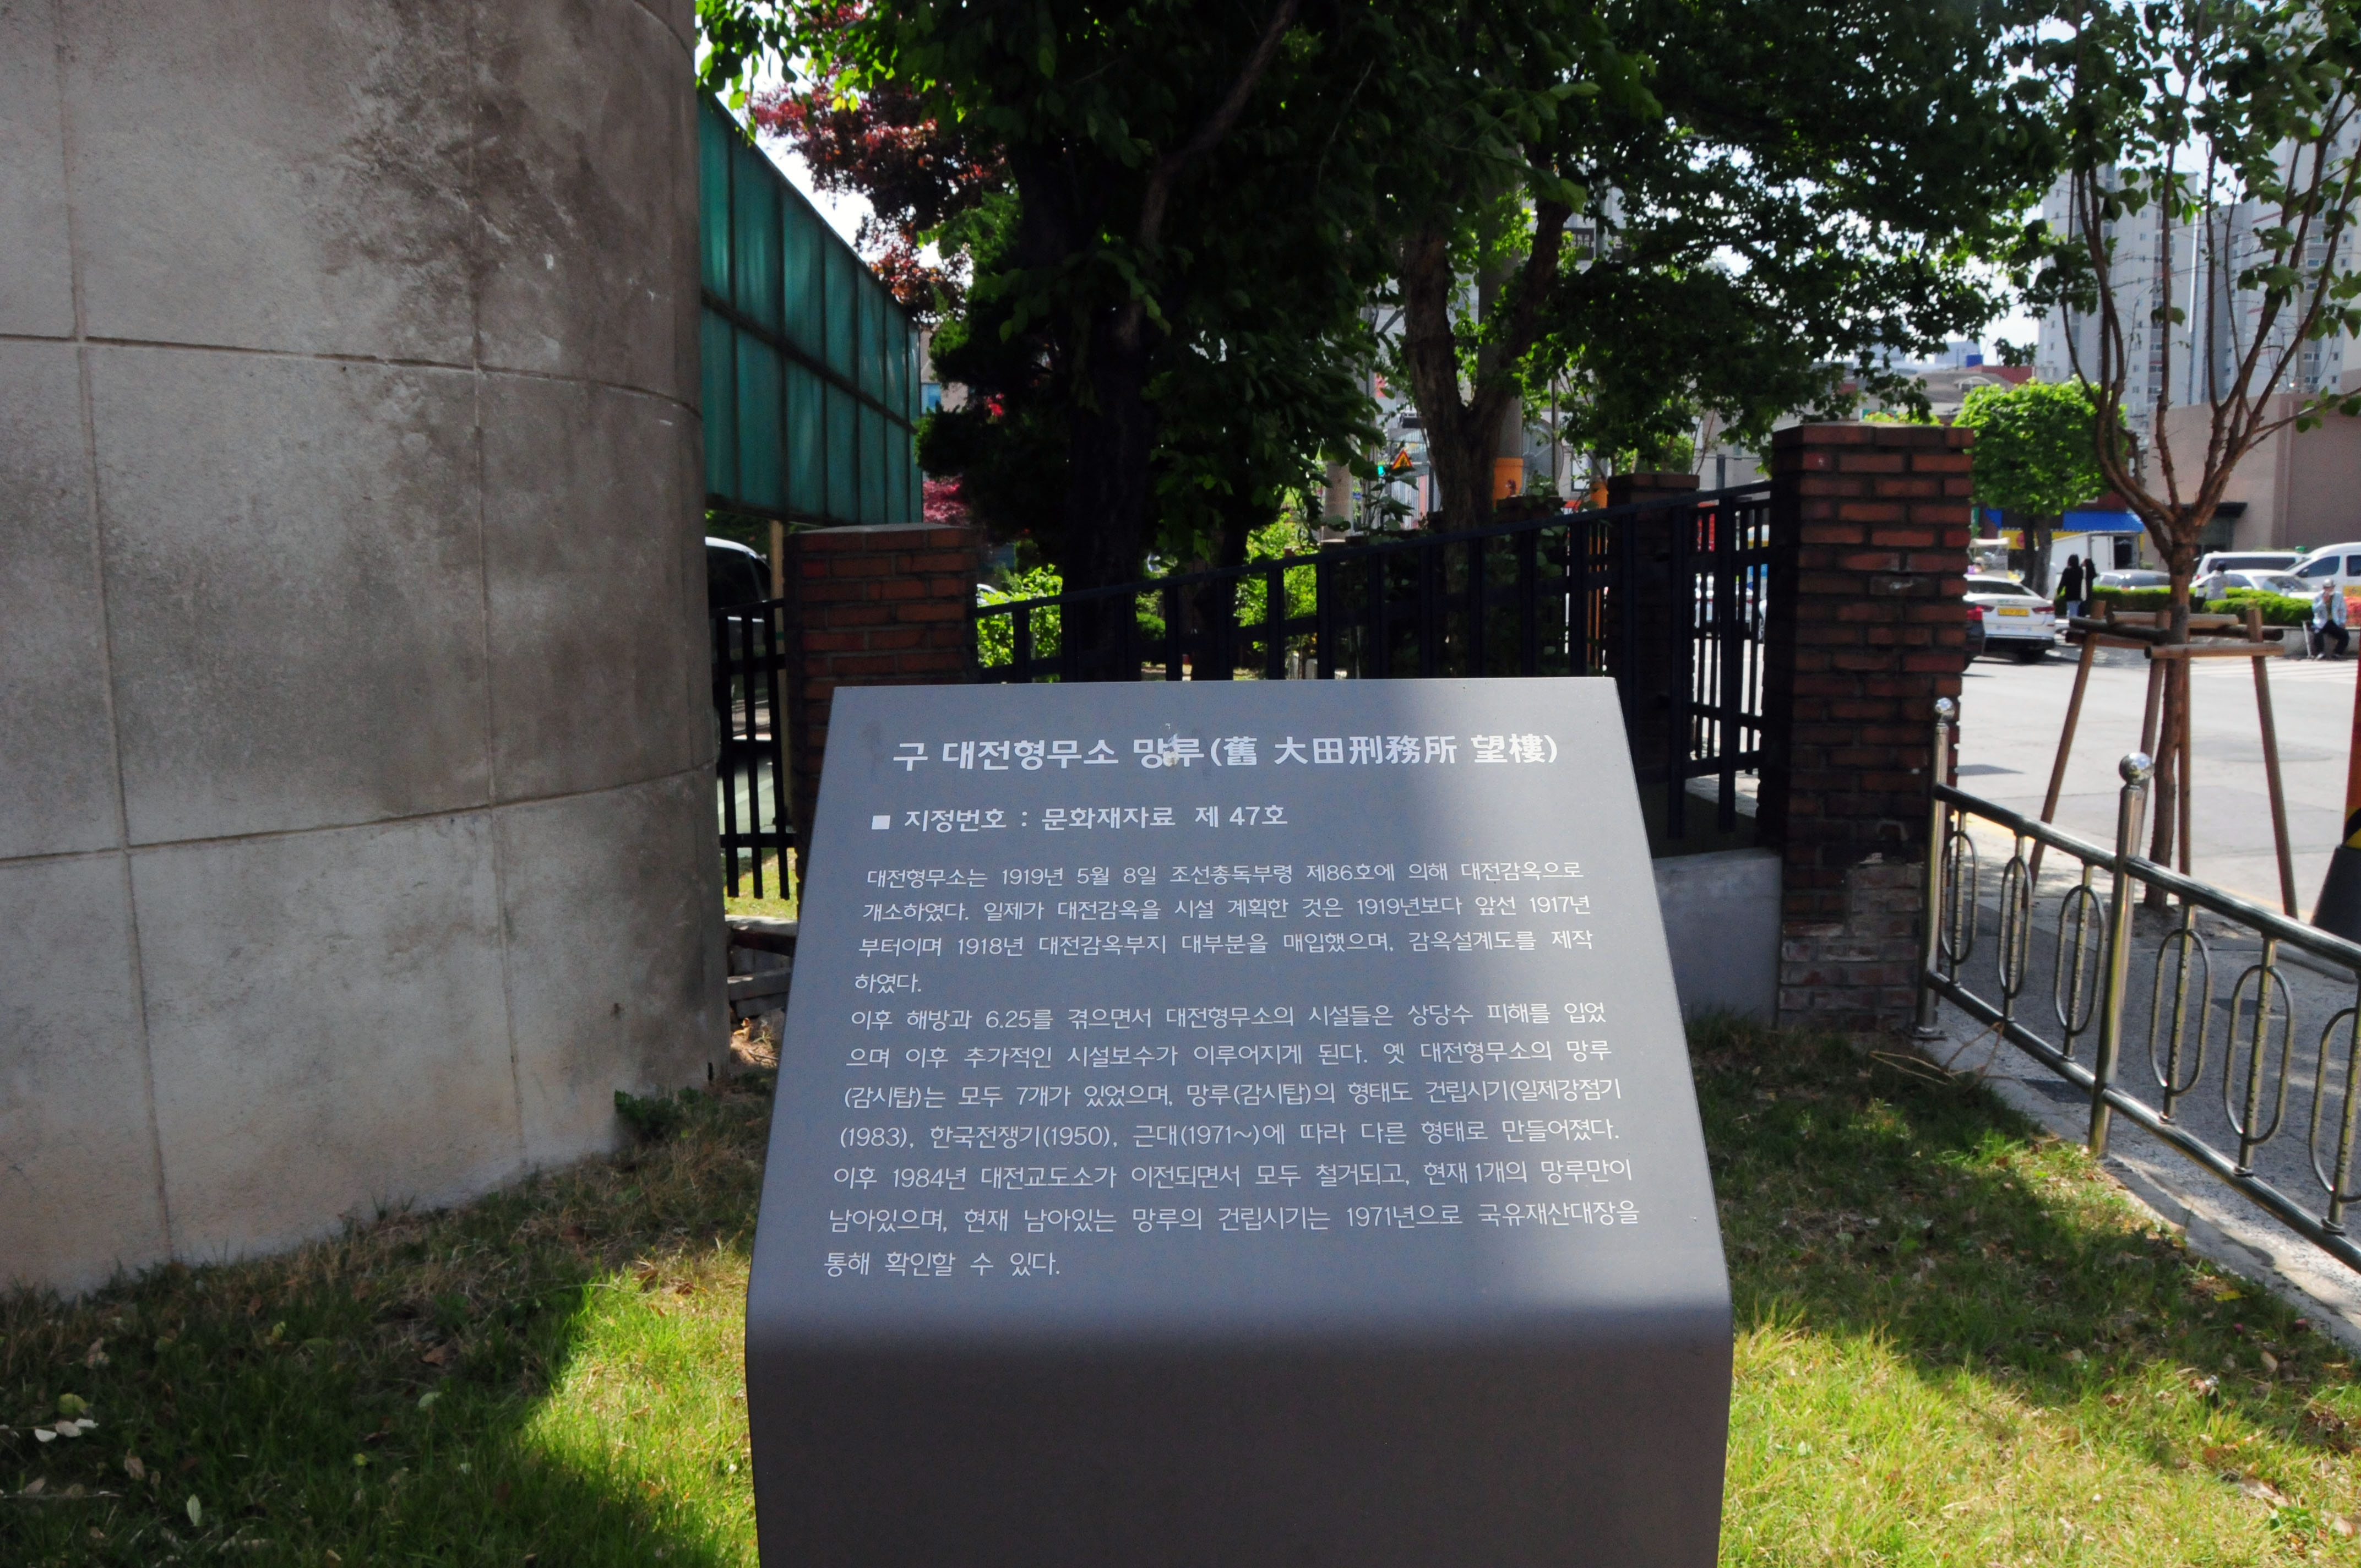 구 대전형무소 망루(舊 大田刑務所 望樓)
■ 지정번호 : 문화재자료 제 47호
대전형무소는 1919년 5월 8일 조선총독부령 제86호에 의해 대전감옥으로
개소하였다. 일제가 대전감옥을 시설 계획한 것은 1919년보다 앞선 1917년
부터이며 1918년 대전감옥부지 대부분을 매입했으며, 감옥설계도를 제작
하였다.
이후 해방과 6.25를 겪으면서 대전형무소의 시설들은 상당수 피해를 입었
으며 이후 추가적인 시설보수가 이루어지게 된다. 옛 대전형무소의 망루
(감시탑)는 모두 7개가 있었으며, 망루(감시탑)의 형태도 건립시기(일제강점기
(1983), 한국전쟁기(1950), 근대(1971~)에 따라 다른 형태로 만들어졌다.
이후 1984년 대전교도소가 이전되면서 모두 철거되고, 현재 1개의 망루만이
남아있으며, 현재 남아있는 망루의 건립시기는 1971년으로 국유재산대장을
통해 확인할 수 있다.